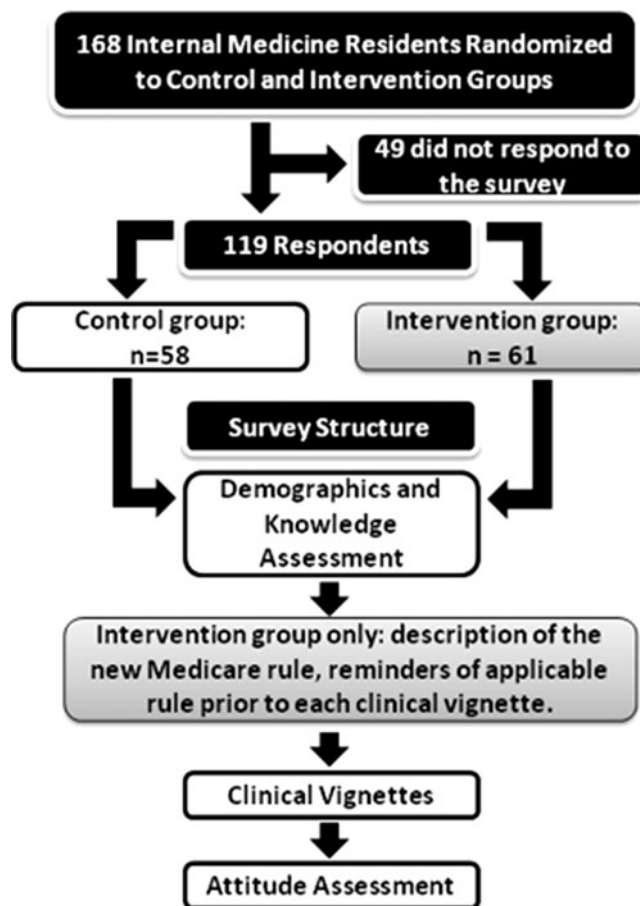 168 Internal Medicine Residents Randomized
to Control and Intervention Groups
49 did not respond to
the survey
119 Respondents
Control group:
n=58
Intervention group:
n = 61
Survey Structure
Demographics and
Knowledge
Assessment
Intervention group only: description of the
new Medicare rule, reminders of applicable
rule prior to each clinical vignette.
Clinical Vignettes
Attitude Assessment